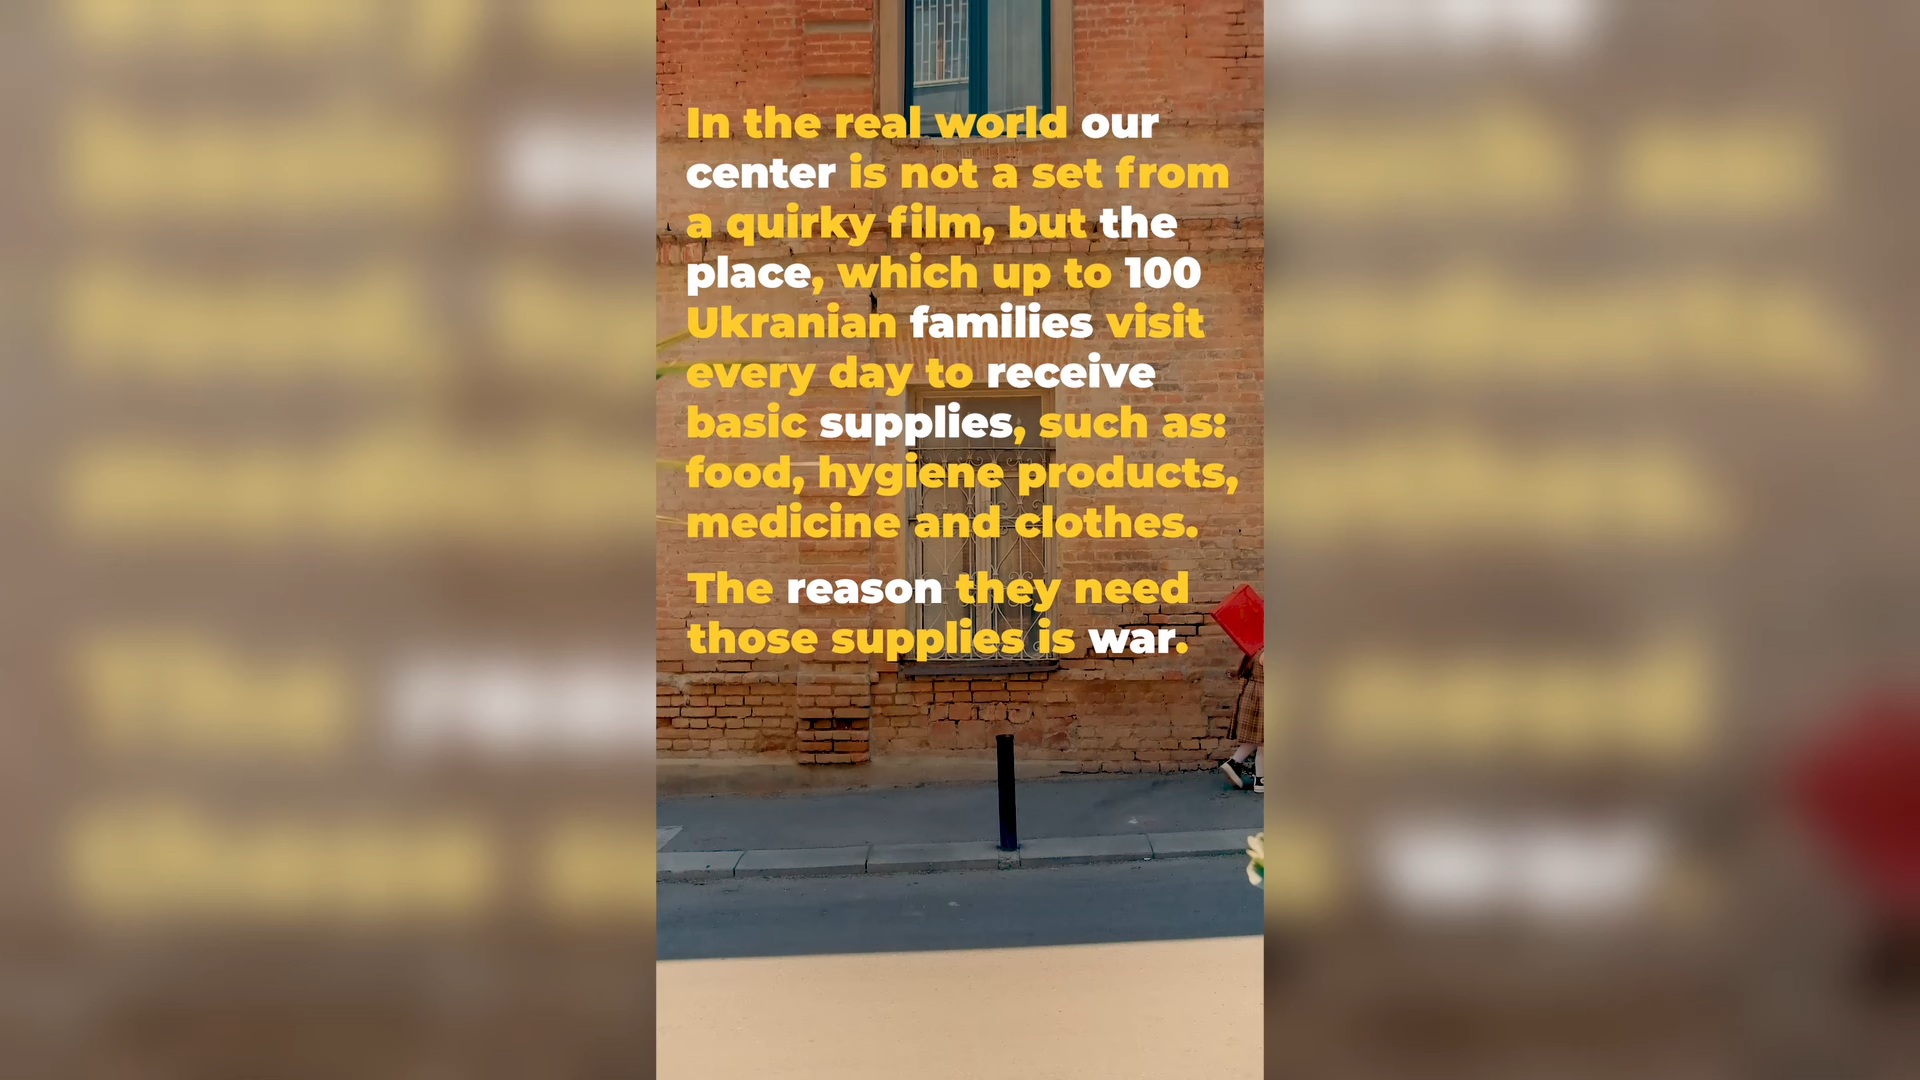 In the real world our
center is not a set from
a quirky film, but the
place, which up to 100
Ukranian families visit
every day to receive
basic supplies, such as:
food, hygiene products,
medicine and clothes.
The reason they need
those supplies is war.